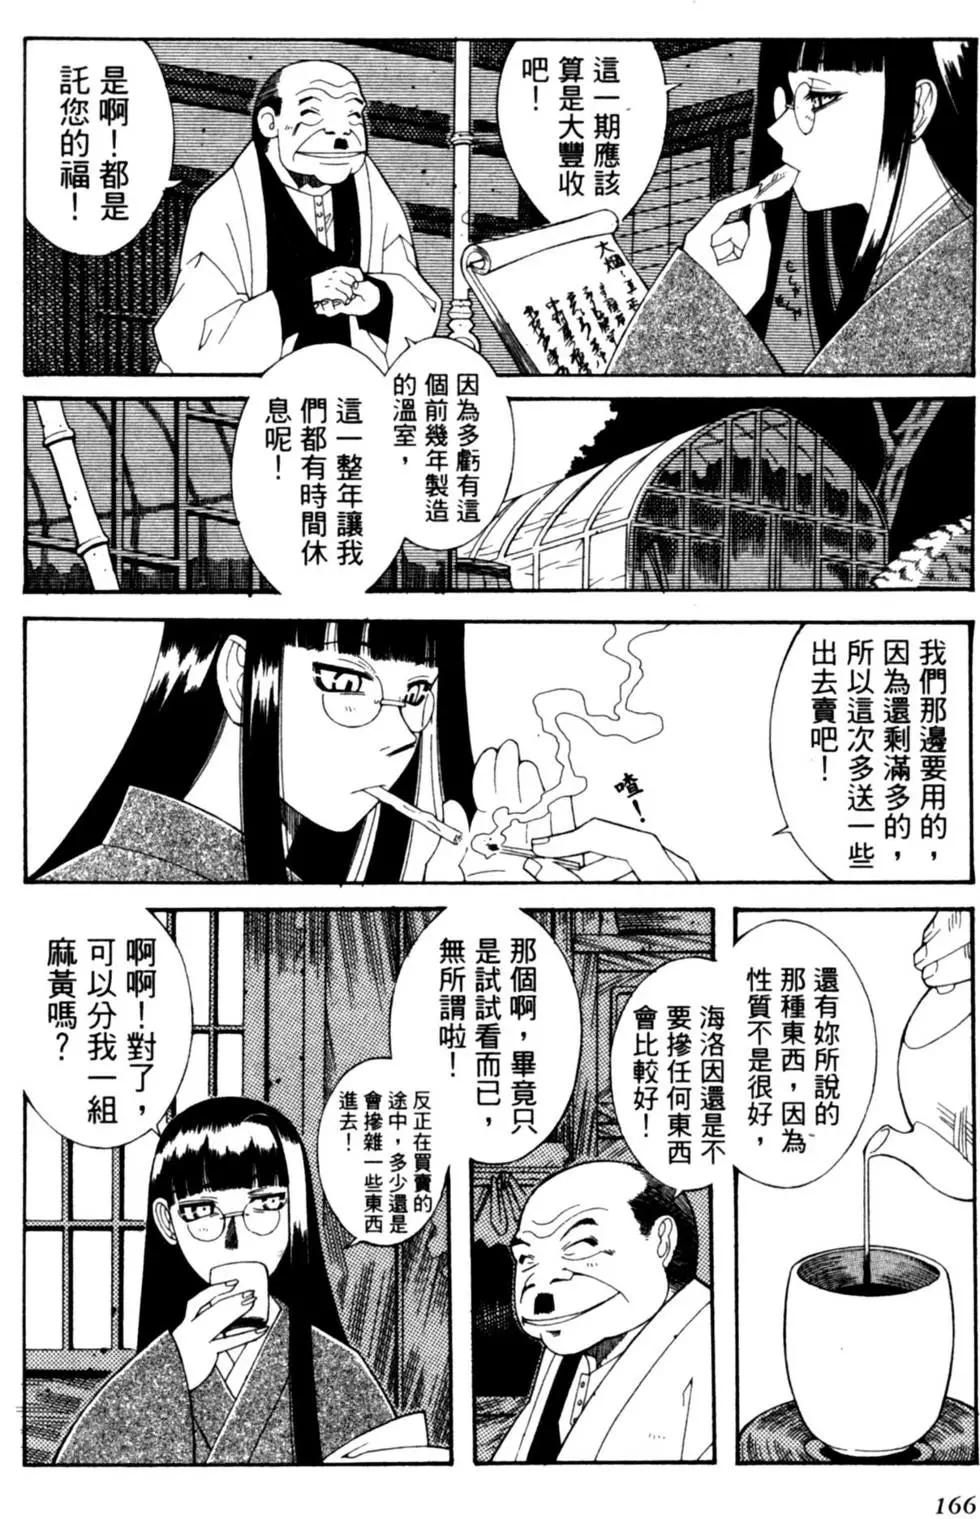 這一期應該
算是大豐收
吧！
是啊！都是
託您的福！
大畑
因為多虧有這
個前幾年製造
的溫室，
這一整年讓我
們都有時間休
息呢！
我們那邊要用的，
因為還剩滿多的，
所以這次多送一些
出去賣吧！
喳！
還有妳所說的
那種東西，因為
性質不是很好，
海洛因還是不
要摻任何東西
會比較好！
那個啊，畢竟只
是試試看而已，
無所謂啦！
反正在買賣的
途中，多少還是
會摻雜一些東西
進去！
啊啊！對了，
可以分我一組
麻黃嗎？
166